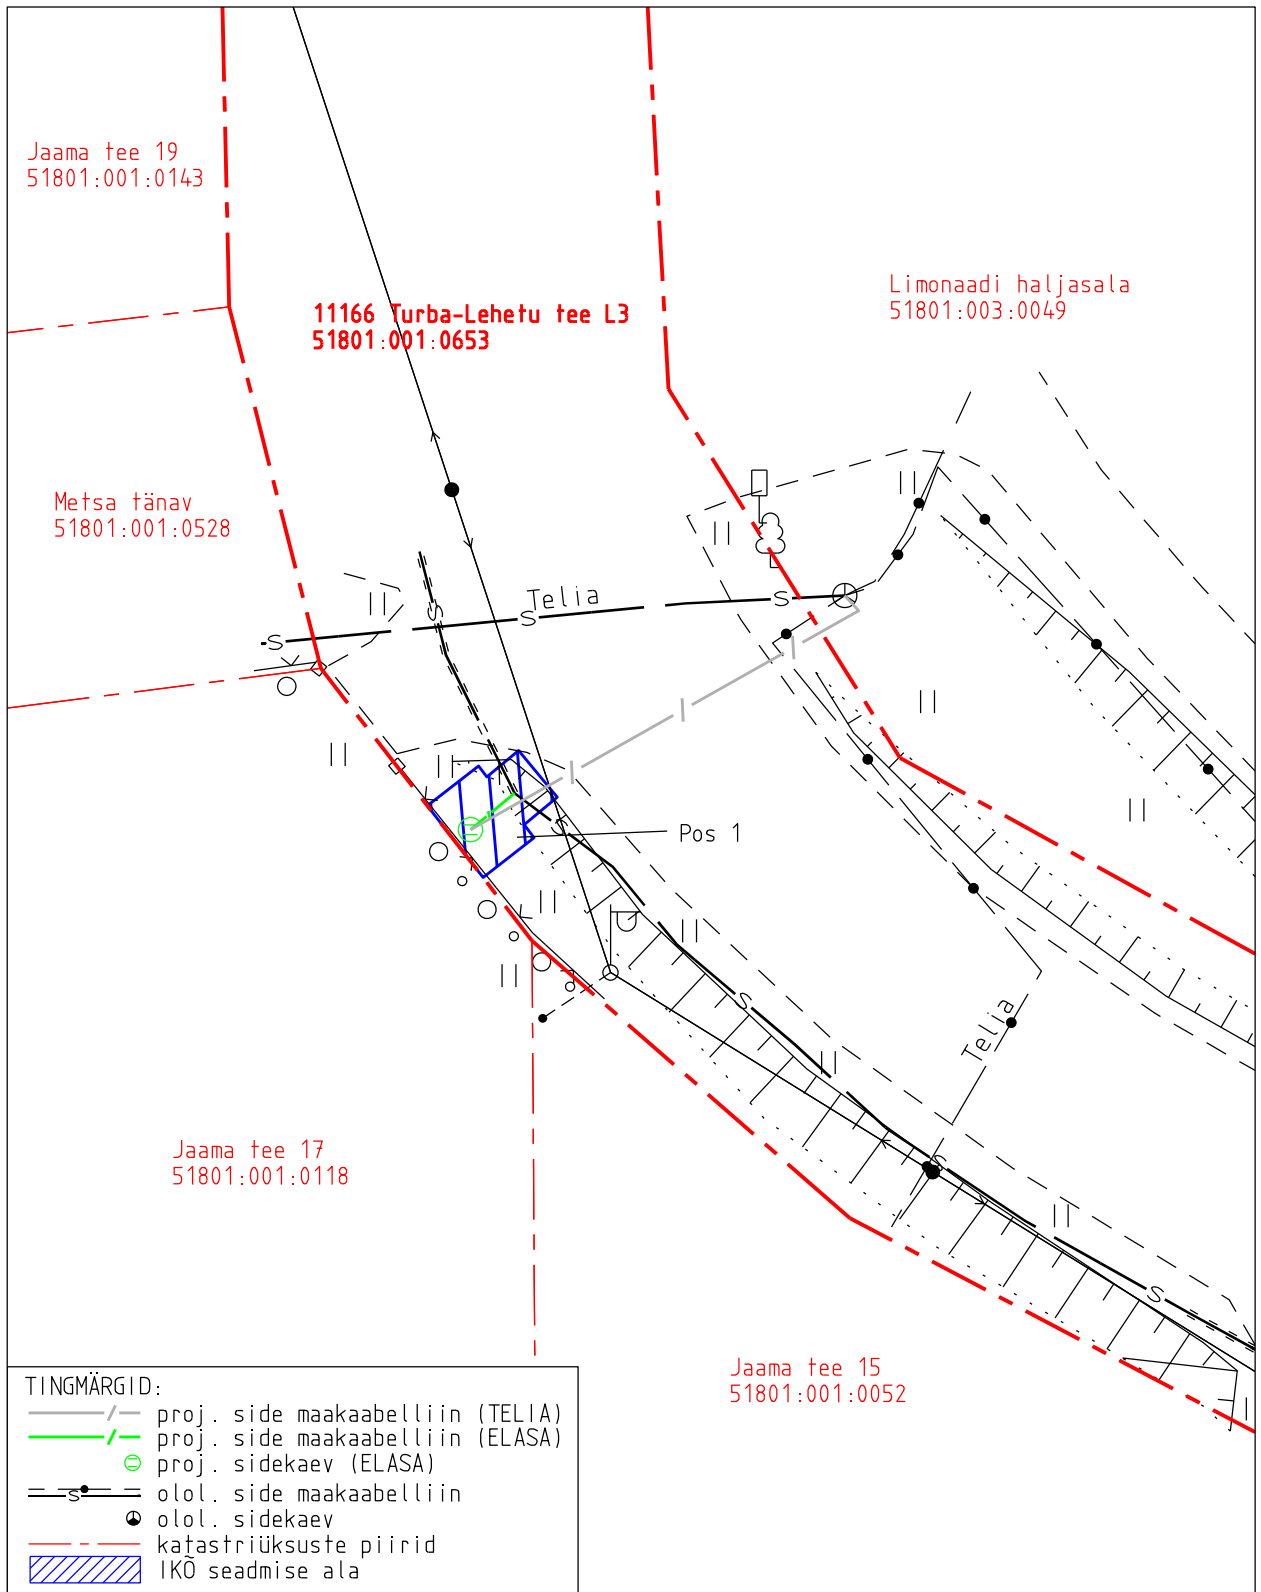 Jaama tee 19
51801:001:0143
11166 Turba-Lehetu tee L3
51801:001:0653
Limonaadi haljasala
51801:003:0049
Metsa tänav
51801:001:0528
S
Telia
S
S
S
S
Pos 1
S
Telia
S
S
Jaama tee 17
51801:001:0118
Jaama tee 15
51801:001:0052
TINGMÄRGID:
proj. side maakaabelliin (TELIA)
proj. side maakaabelliin (ELASA)
proj. sidekaev (ELASA)
S
olol. side maakaabelliin
olol. sidekaev
katastriüksuste piirid
IKÕ seadmise ala